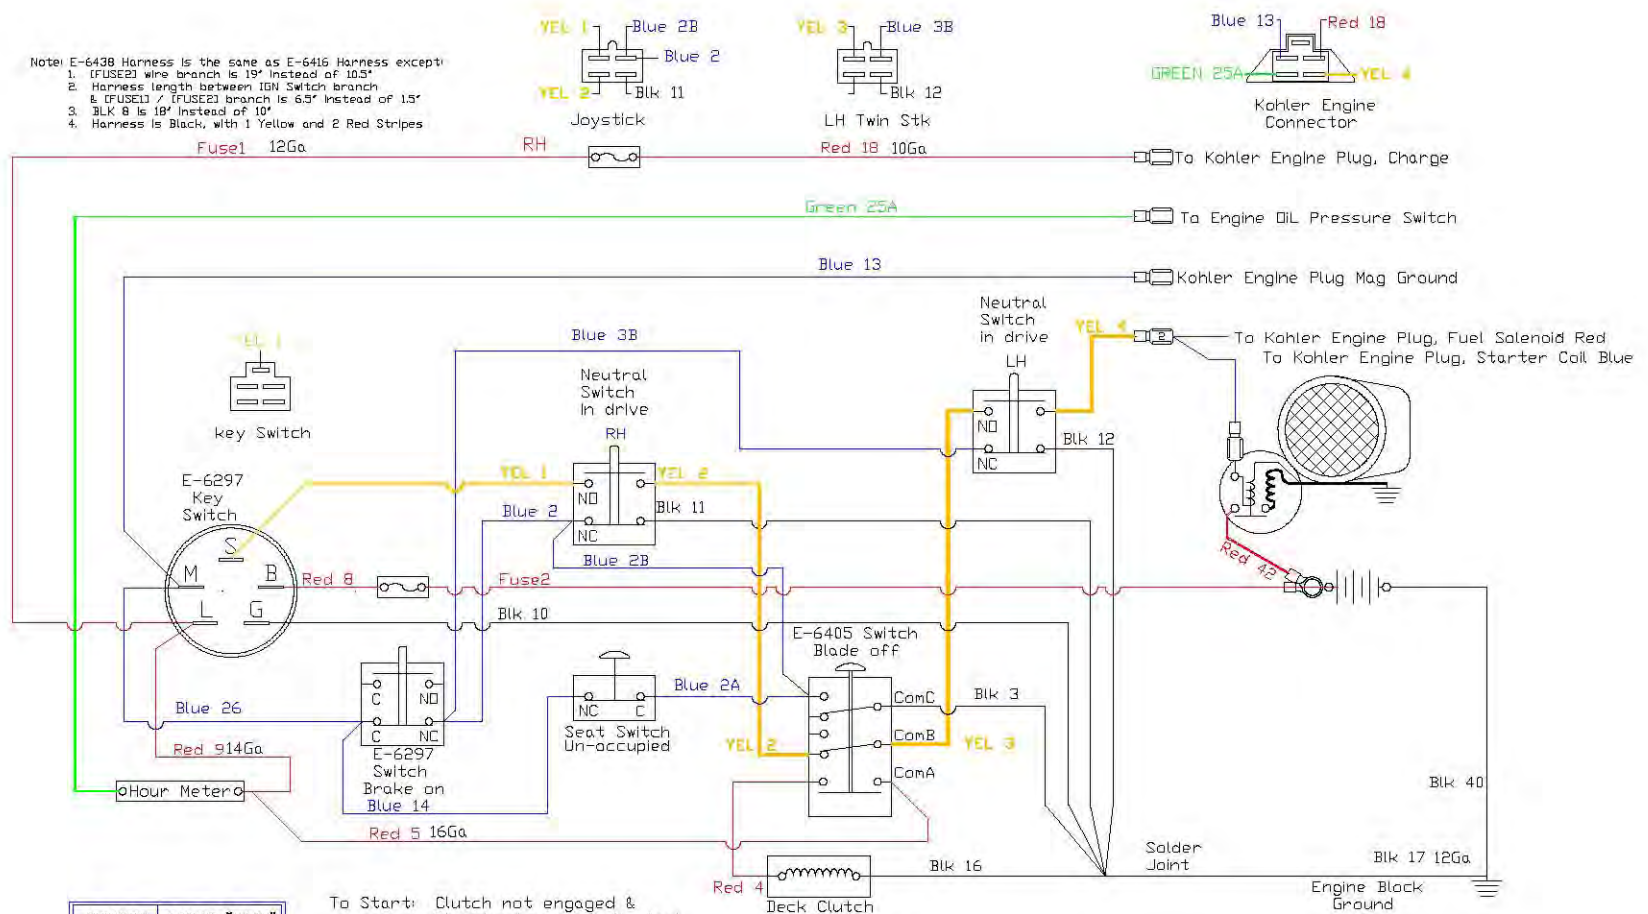 Note: E-6438 Harness is the same as E-6416 Harness except:
1. [FUSE2] wire branch is 19" instead of 10.5"
2. Harness length between IGN Switch branch
& [FUSE1] / [FUSE2] branch is 6.5" instead of 1.5"
3. BLK 8 is 18" instead of 10"
4. Harness is Black, with 1 Yellow and 2 Red Stripes
YEL 1
Blue 2B
Blue 2
YEL 2
Blk 11
Joystick
YEL 3
Blue 3B
Blk 12
LH Twin Stk
Blue 13
Red 18
GREEN 25A
YEL 4
Kohler Engine
Connector
Fuse1
12Ga
RH
Red 18
10Ga
To Kohler Engine Plug, Charge
Green 25A
To Engine OiL Pressure Switch
Blue 13
Kohler Engine Plug Mag Ground
Neutral
Switch
in drive
LH
YEL 4
2
To Kohler Engine Plug, Fuel Solenoid Red
To Kohler Engine Plug, Starter Coil Blue
YEL 1
key Switch
Blue 3B
Neutral
Switch
In drive
RH
NO
NC
Blk 12
E-6297
Key
Switch
S
M
B
L
G
YEL 1
YEL 2
NO
NC
Blue 2
Blk 11
Blue 2B
Red 8
Fuse2
Red 42
Blk 10
E-6405 Switch
Blade off
C
NO
C
NC
E-6297
Switch
Brake on
Blue 26
Blue 14
NC
C
Seat Switch
Un-occupied
Blue 2A
ComC
ComB
ComA
Blk 3
YEL 2
YEL 3
Red 9
14Ga
Hour Meter
Red 5
16Ga
Blk 40
Red 4
Deck Clutch
Blk 16
Solder
Joint
Blk 17 12Ga
Engine Block
Ground
To Start: Clutch not engaged &